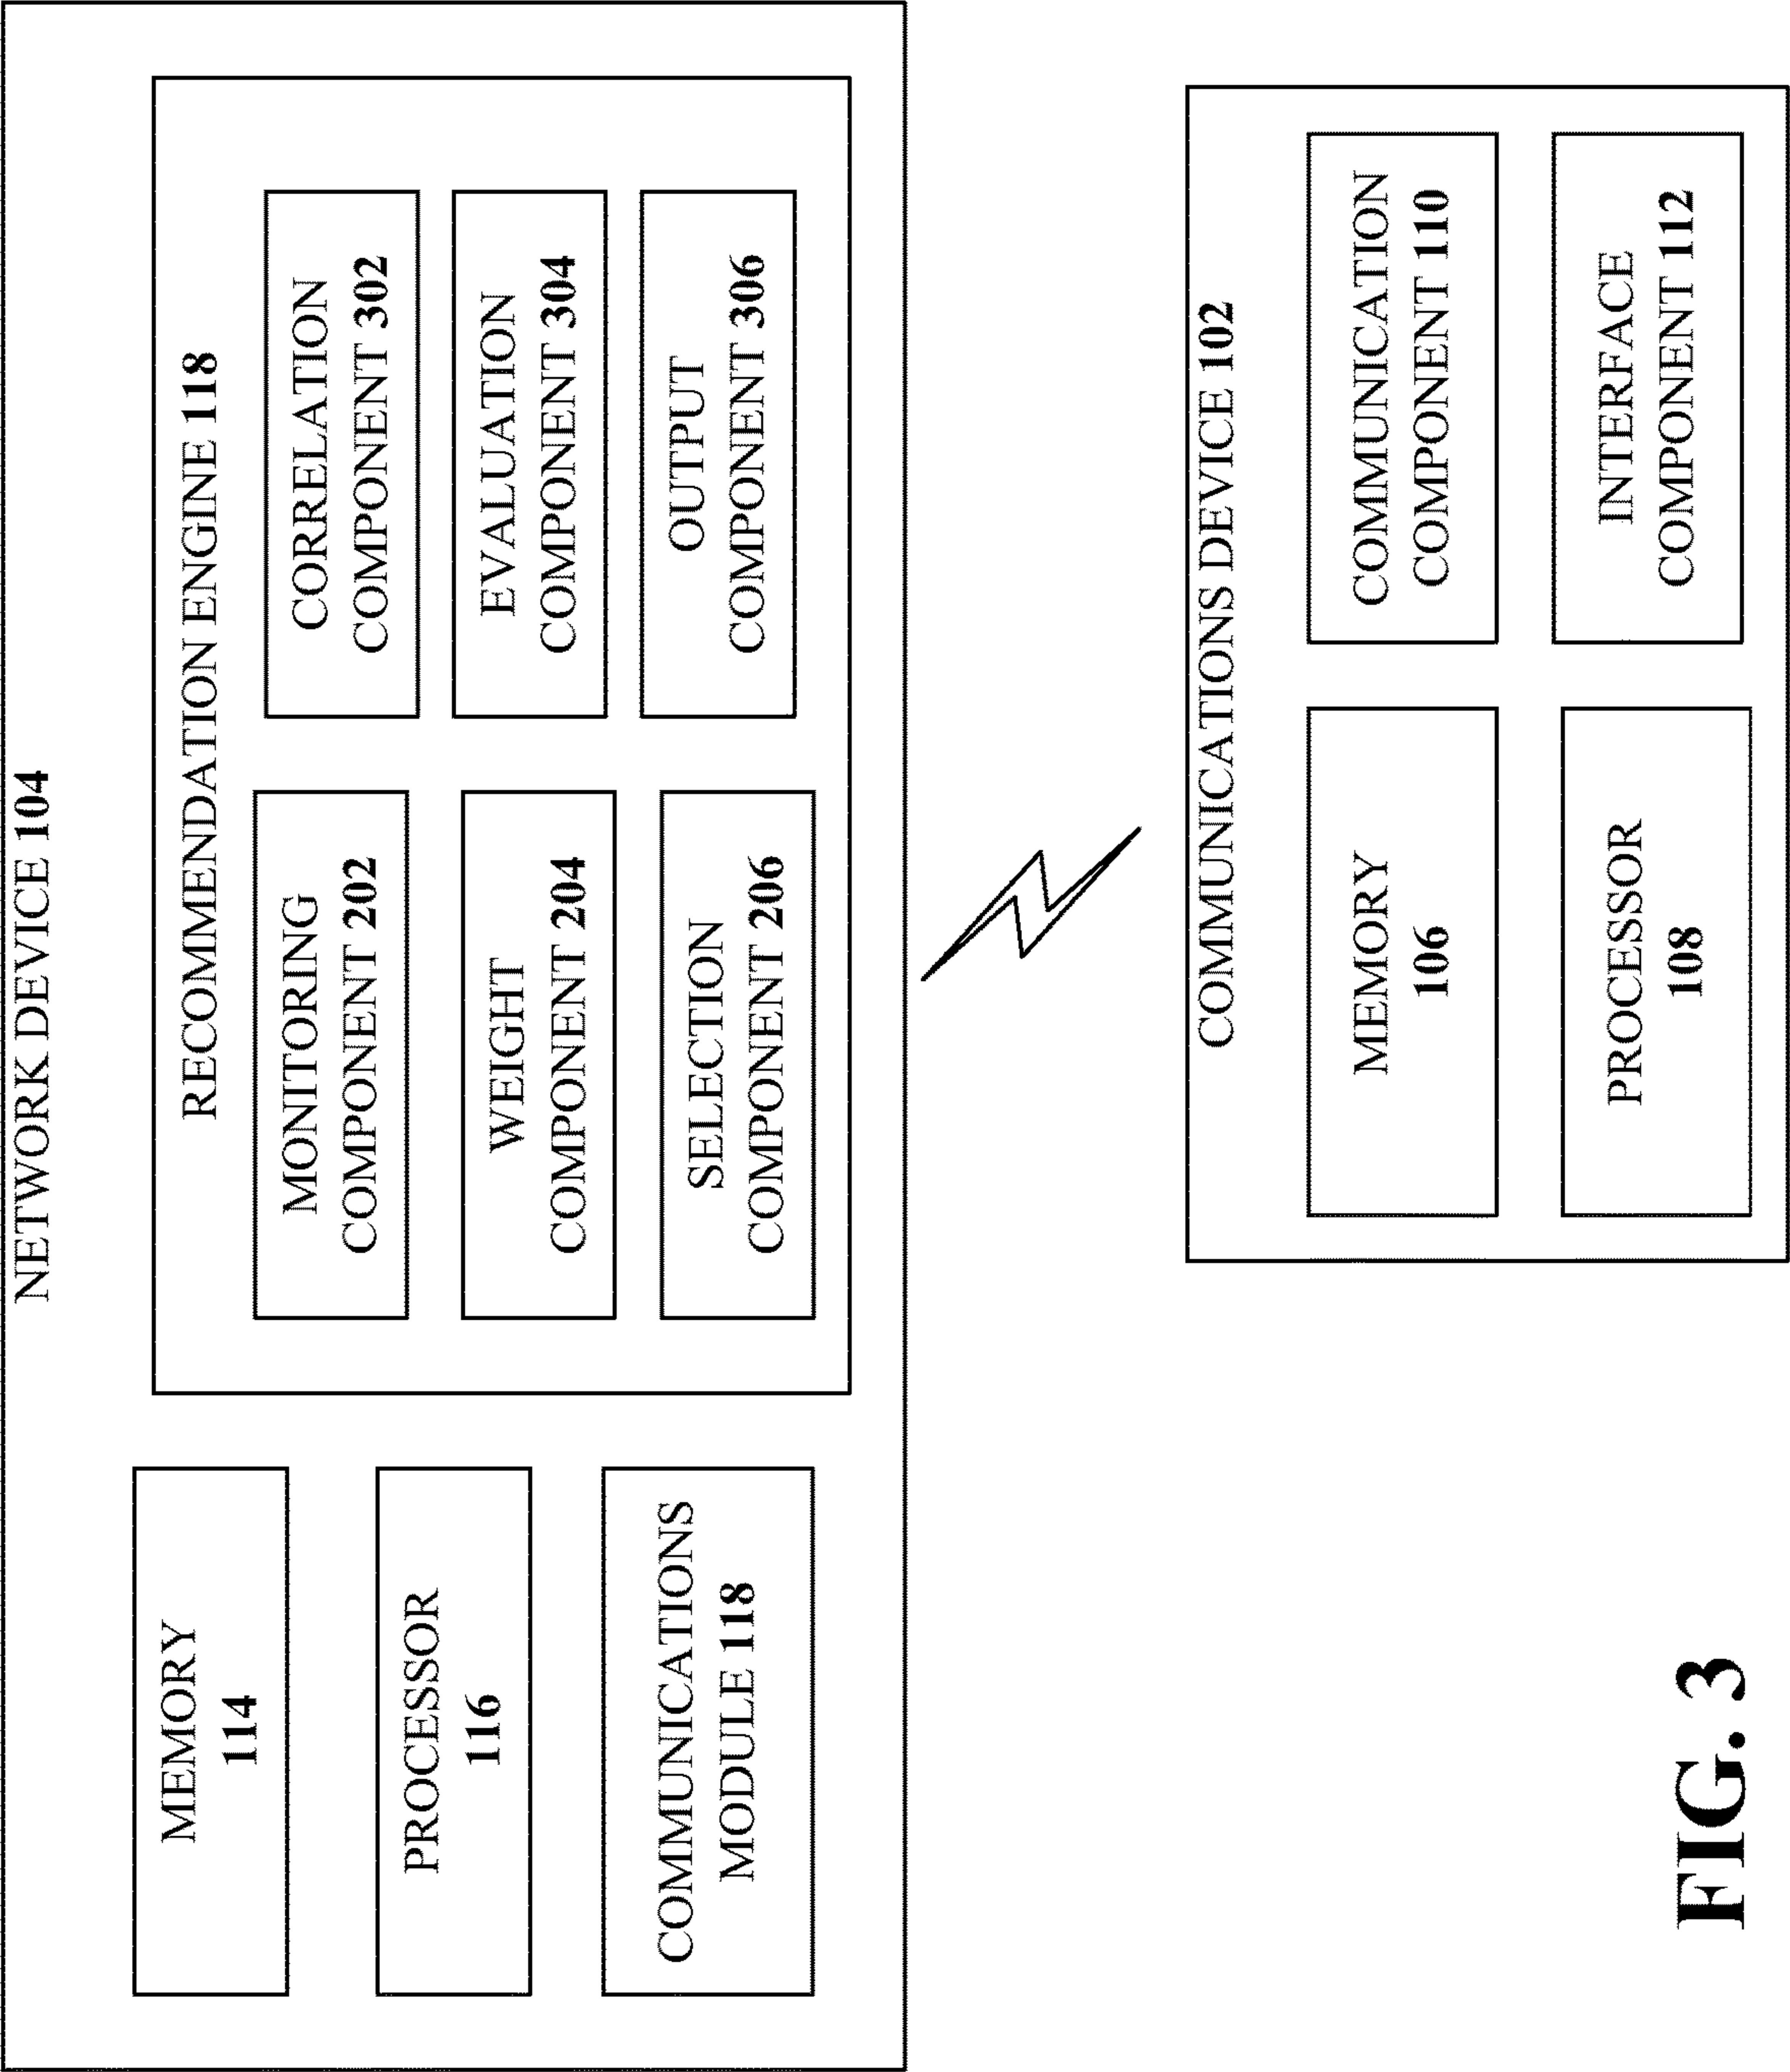 NETWORK DEVICE 104
MEMORY
114
PROCESSOR
116
COMMUNICATIONS
MODULE 118
RECOMMENDATION ENGINE 118
MONITORING
COMPONENT 202
WEIGHT
COMPONENT 204
SELECTION
COMPONENT 206
CORRELATION
COMPONENT 302
EVALUATION
COMPONENT 304
OUTPUT
COMPONENT 306
COMMUNICATIONS DEVICE 102
MEMORY
106
PROCESSOR
108
COMMUNICATION
COMPONENT 110
INTERFACE
COMPONENT 112
FIG. 3